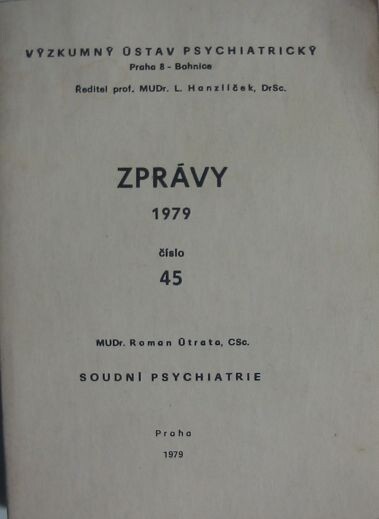 VÝZKUMNÝ ÚSTAV PSYCHIATRICKÝ
Praha 8 - Bohnice
Ředitel prof. MUDr. L. Hanzlíček, DrSc.
ZPRÁVY
1979
číslo
45
MUDr. Roman Útrata, CSc.
SOUDNÍ PSYCHIATRIE
Praha
1979